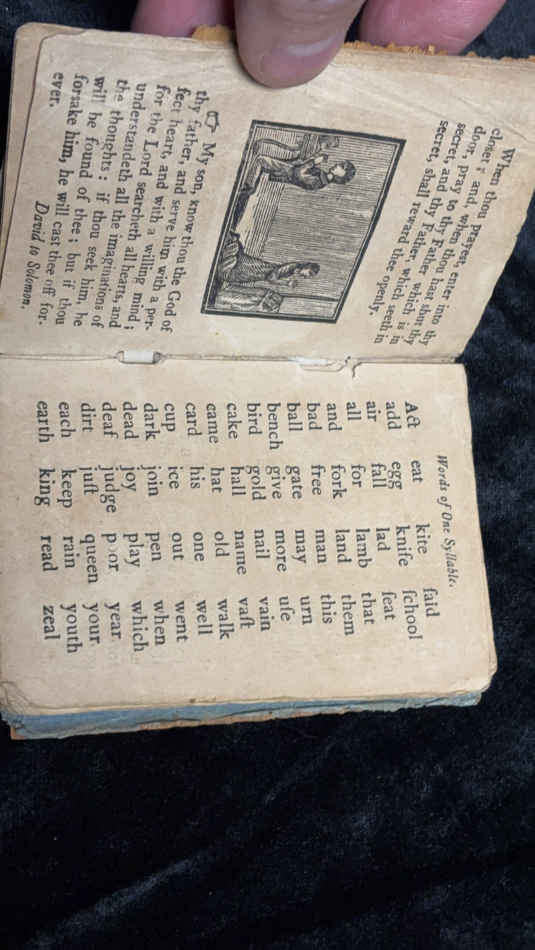 When thou prayest, enter into thy
closet ; and, when thou hast shut thy
door, pray to thy Father which is in
secret, and thy Father which seeth in
secret, shall reward thee openly.
☞ My son, know thou the God of
thy father, and serve him with a per-
fect heart, and with a willing mind ;
for the Lord searcheth all hearts, and
understandeth all the imaginations of
the thoughts : if thou seek him, he
will be found of thee ; but if thou
forsake him, he will cast thee off for-
ever.
David to Solomon.
Words of One Syllable.
Act eat kite ſaid
add egg knife ſchool
air fall lad ſeat
all for lamb that
and fork land them
bad free man this
ball gate may urn
bench give more uſe
bird gold nail vain
cake hall name vaſt
came hat old walk
card his one well
cup ice out went
dark join pen when
dead joy play which
deaf judge poor year
dirt juſt queen your
each keep rain youth
earth king read zeal